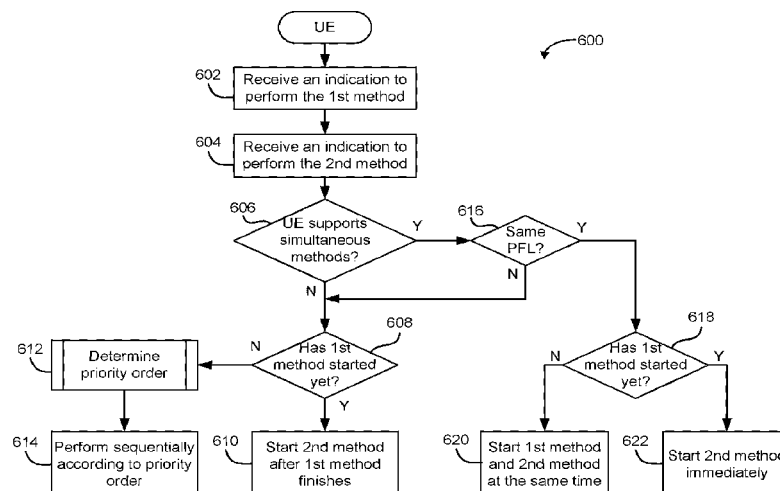 UE
600
602
Receive an indication to
perform the 1st method
604
Receive an indication to
perform the 2nd method
606
UE supports
simultaneous
methods?
Y
N
616
Same
PFL?
Y
N
608
Has 1st
method started
yet?
N
Y
618
Has 1st
method started
yet?
N
Y
612
Determine
priority order
614
Perform sequentially
according to priority
order
610
Start 2nd method
after 1st method
finishes
620
Start 1st method
and 2nd method
at the same time
622
Start 2nd method
immediately